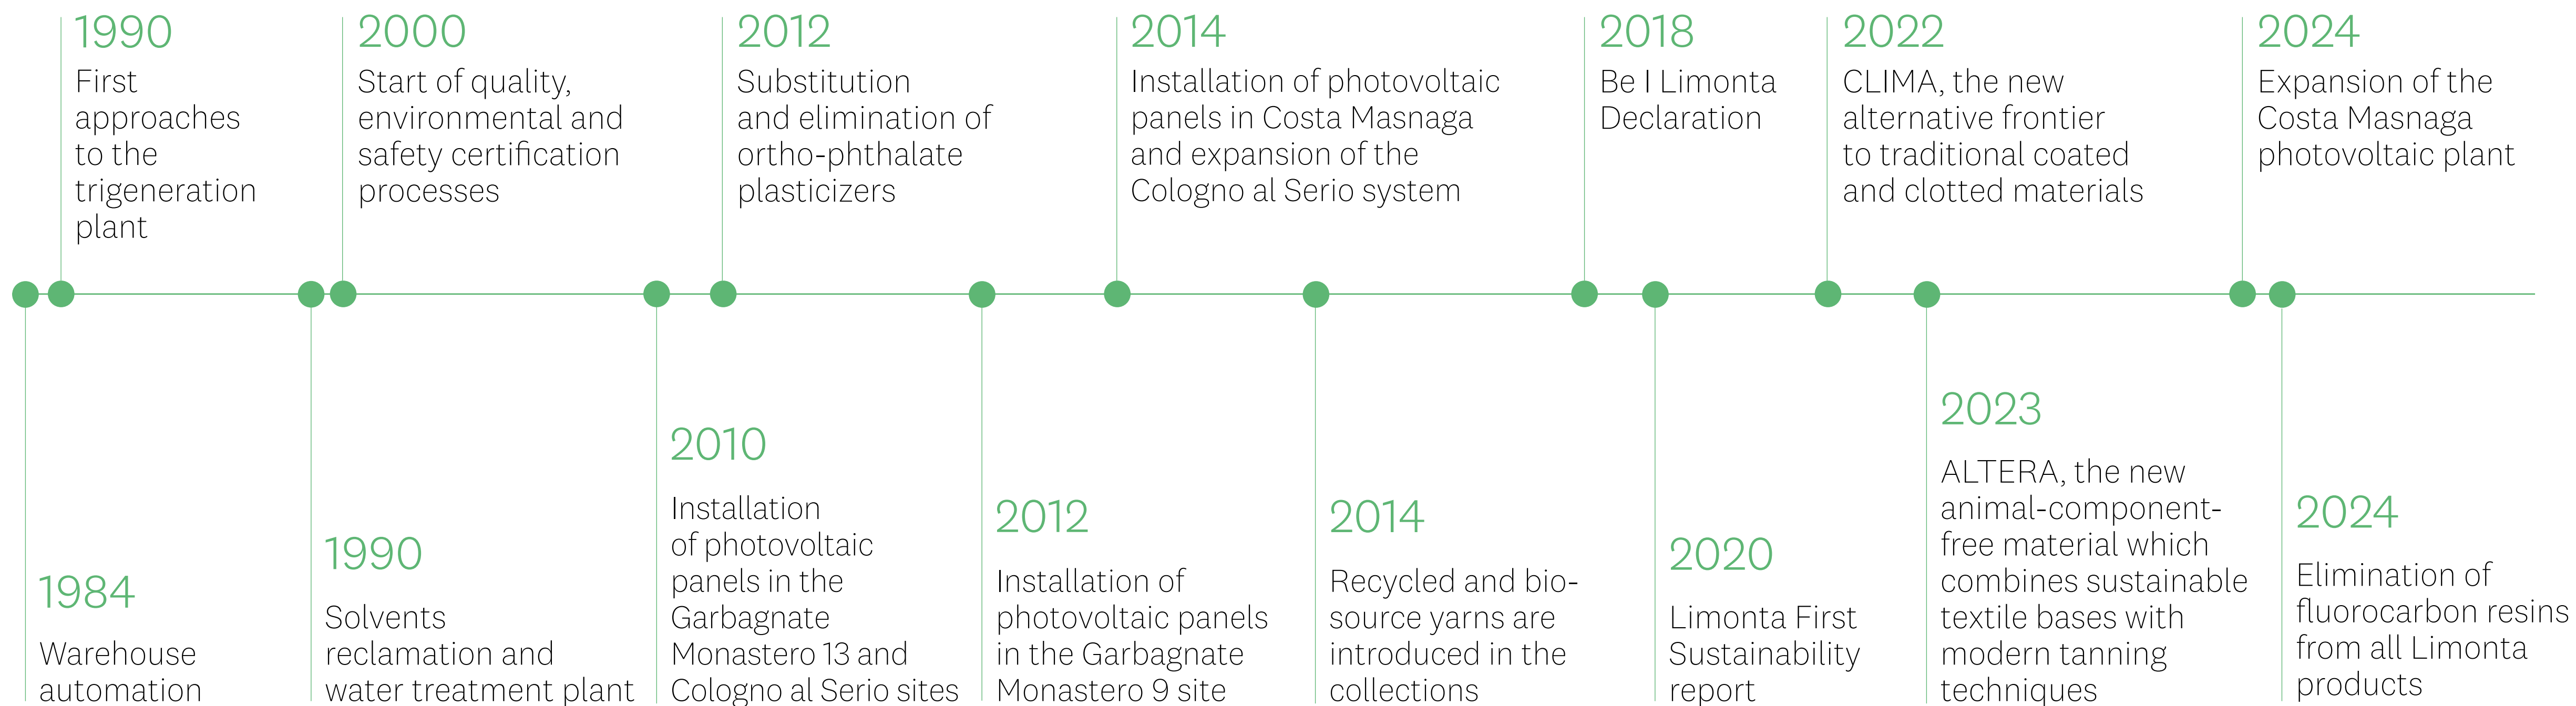 1990
First
approaches
to the
trigeneration
plant
2000
Start of quality,
environmental and
safety certification
processes
2012
Substitution
and elimination of
ortho-phthalate
plasticizers
2014
Installation of photovoltaic
panels in Costa Masnaga
and expansion of the
Cologno al Serio system
2018
Be I Limonta
Declaration
2022
CLIMA, the new
alternative frontier
to traditional coated
and clotted materials
2024
Expansion of the
Costa Masnaga
photovoltaic plant
1984
Warehouse
automation
1990
Solvents
reclamation and
water treatment plant
2010
Installation
of photovoltaic
panels in the
Garbagnate
Monastero 13 and
Cologno al Serio sites
2012
Installation of
photovoltaic panels
in the Garbagnate
Monastero 9 site
2014
Recycled and bio-
source yarns are
introduced in the
collections
2020
Limonta First
Sustainability
report
2023
ALTERA, the new
animal-component-
free material which
combines sustainable
textile bases with
modern tanning
techniques
2024
Elimination of
fluorocarbon resins
from all Limonta
products